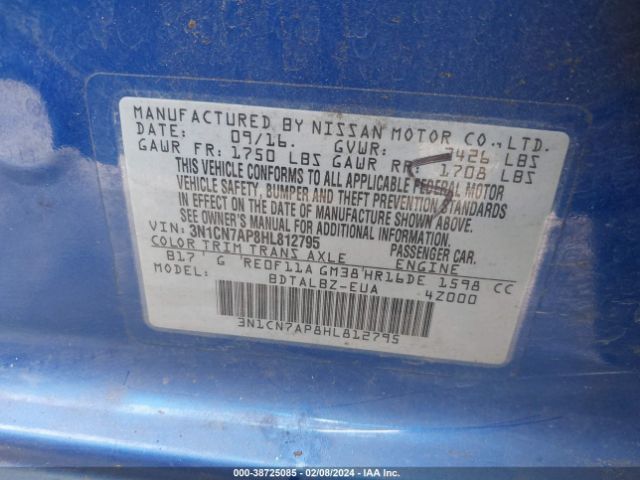 MANUFACTURED BY NISSAN MOTOR CO.,LTD.
DATE: 09/16. GVWR: 3426 LBS
GAWR FR: 1750 LBS GAWR RR: 1708 LBS
THIS VEHICLE CONFORMS TO ALL APPLICABLE FEDERAL MOTOR
VEHICLE SAFETY, BUMPER AND THEFT PREVENTION STANDARDS
IN EFFECT ON THE DATE OF MANUFACTURE SHOWN ABOVE.
SEE OWNER'S MANUAL FOR ADDITIONAL INFORMATION.
VIN: 3N1CN7AP8HL812795 PASSENGER CAR.
COLOR TRIM TRANS AXLE ENGINE
B17 G RE0F11A GM38 HR16DE 1598 CC
MODEL: BDTALBZ-EUA 4Z000
3N1CN7AP8HL812795
000-38725085 - 02/08/2024 - IAA Inc.